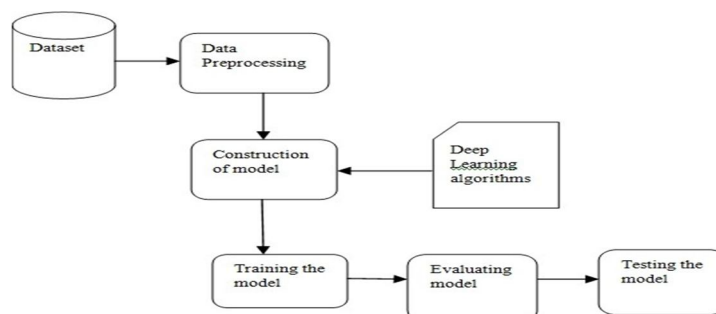 Dataset
Data
Preprocessing
Construction
of model
Deep
Learning
algorithms
Training the
model
Evaluating
model
Testing the
model